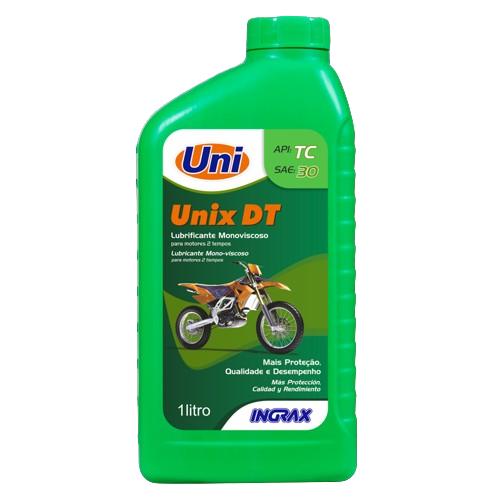 Uni
API: TC
SAE: 30
Unix DT
Lubrificante Monoviscoso
para motores 2 tempos
Lubricante Mono-viscoso
para motores 2 tiempos
Mais Proteção,
Qualidade e Desempenho
Más Protección,
Calidad y Rendimiento
1litro
INGRAX